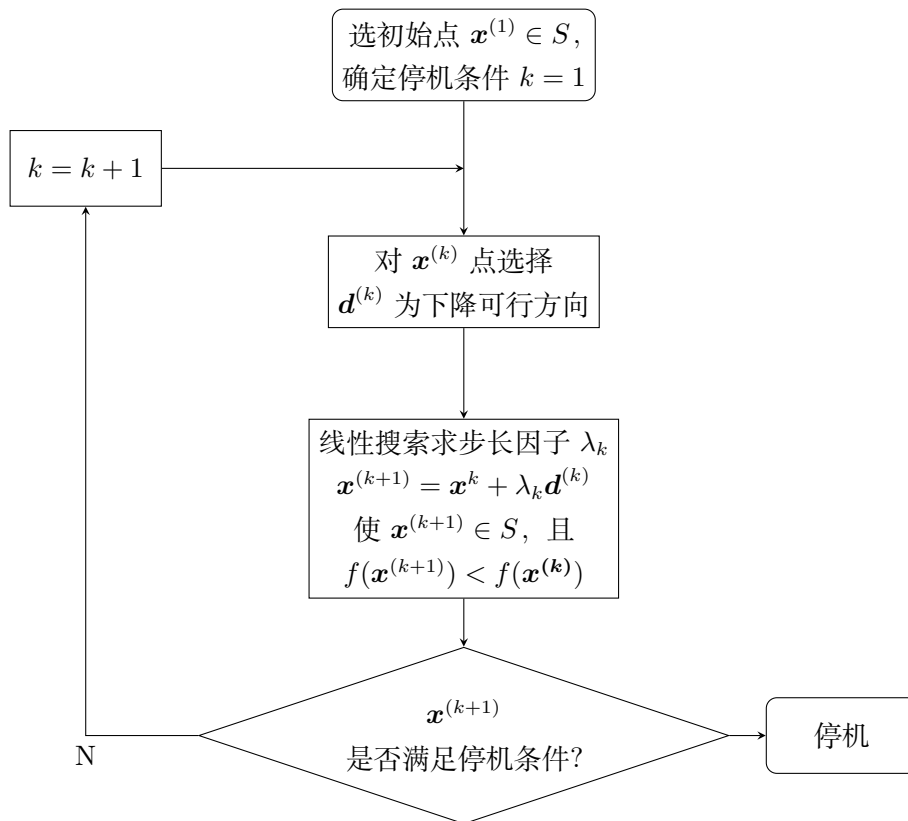 选初始点 x^{(1)} ∈ S,
确定停机条件 k = 1
k = k + 1
对 x^{(k)} 点选择
d^{(k)} 为下降可行方向
线性搜索求步长因子 λ_k
x^{(k+1)} = x^k + λ_k d^{(k)}
使 x^{(k+1)} ∈ S, 且
f(x^{(k+1)}) < f(x^{(k)})
x^{(k+1)}
是否满足停机条件?
停机
N